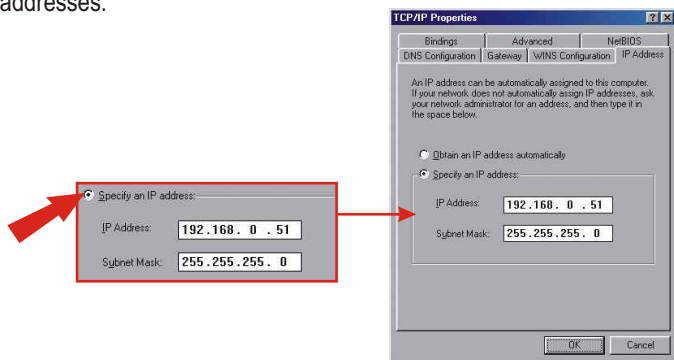 addresses.
TCP/IP Properties
Bindings Advanced NetBIOS
DNS Configuration Gateway WINS Configuration IP Address
An IP address can be automatically assigned to this computer.
If your network does not automatically assign IP addresses, ask
your network administrator for an address, and then type it in
the space below.
Obtain an IP address automatically
Specify an IP address:
IP Address: 192.168. 0 .51
Subnet Mask: 255.255.255. 0
OK Cancel
Specify an IP address:
IP Address: 192.168. 0 .51
Subnet Mask: 255.255.255. 0